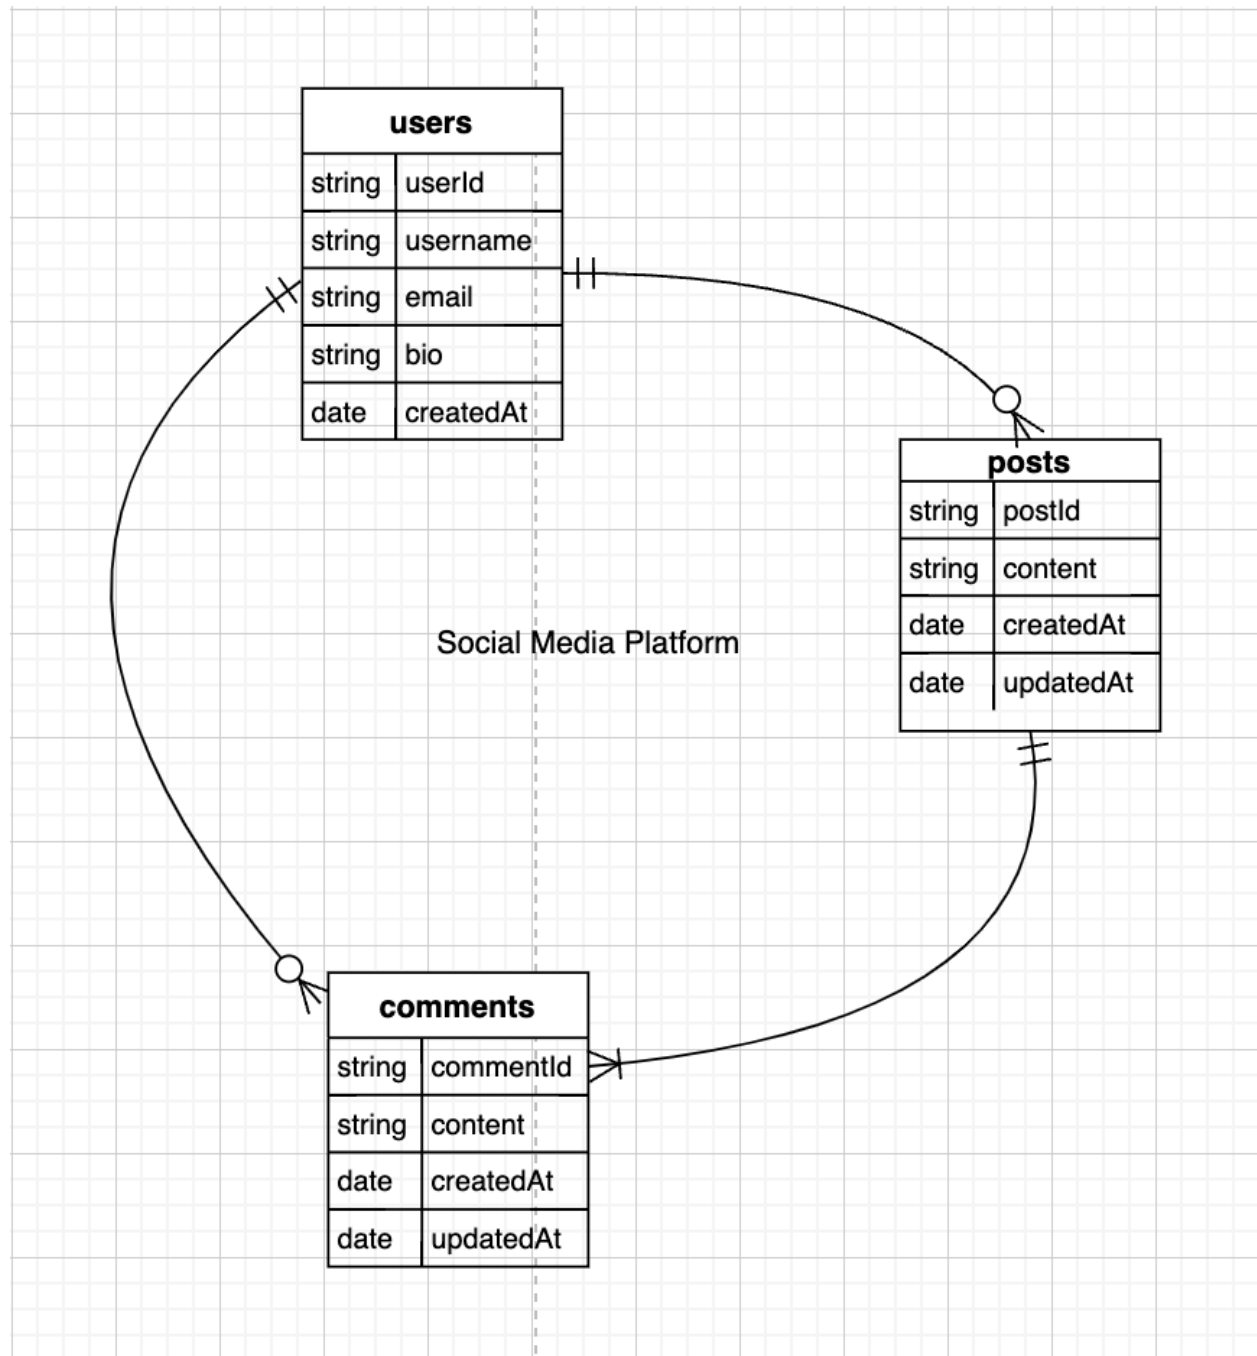 users
string userId
string username
string email
string bio
date createdAt
posts
string postId
string content
date createdAt
date updatedAt
Social Media Platform
comments
string commentId
string content
date createdAt
date updatedAt